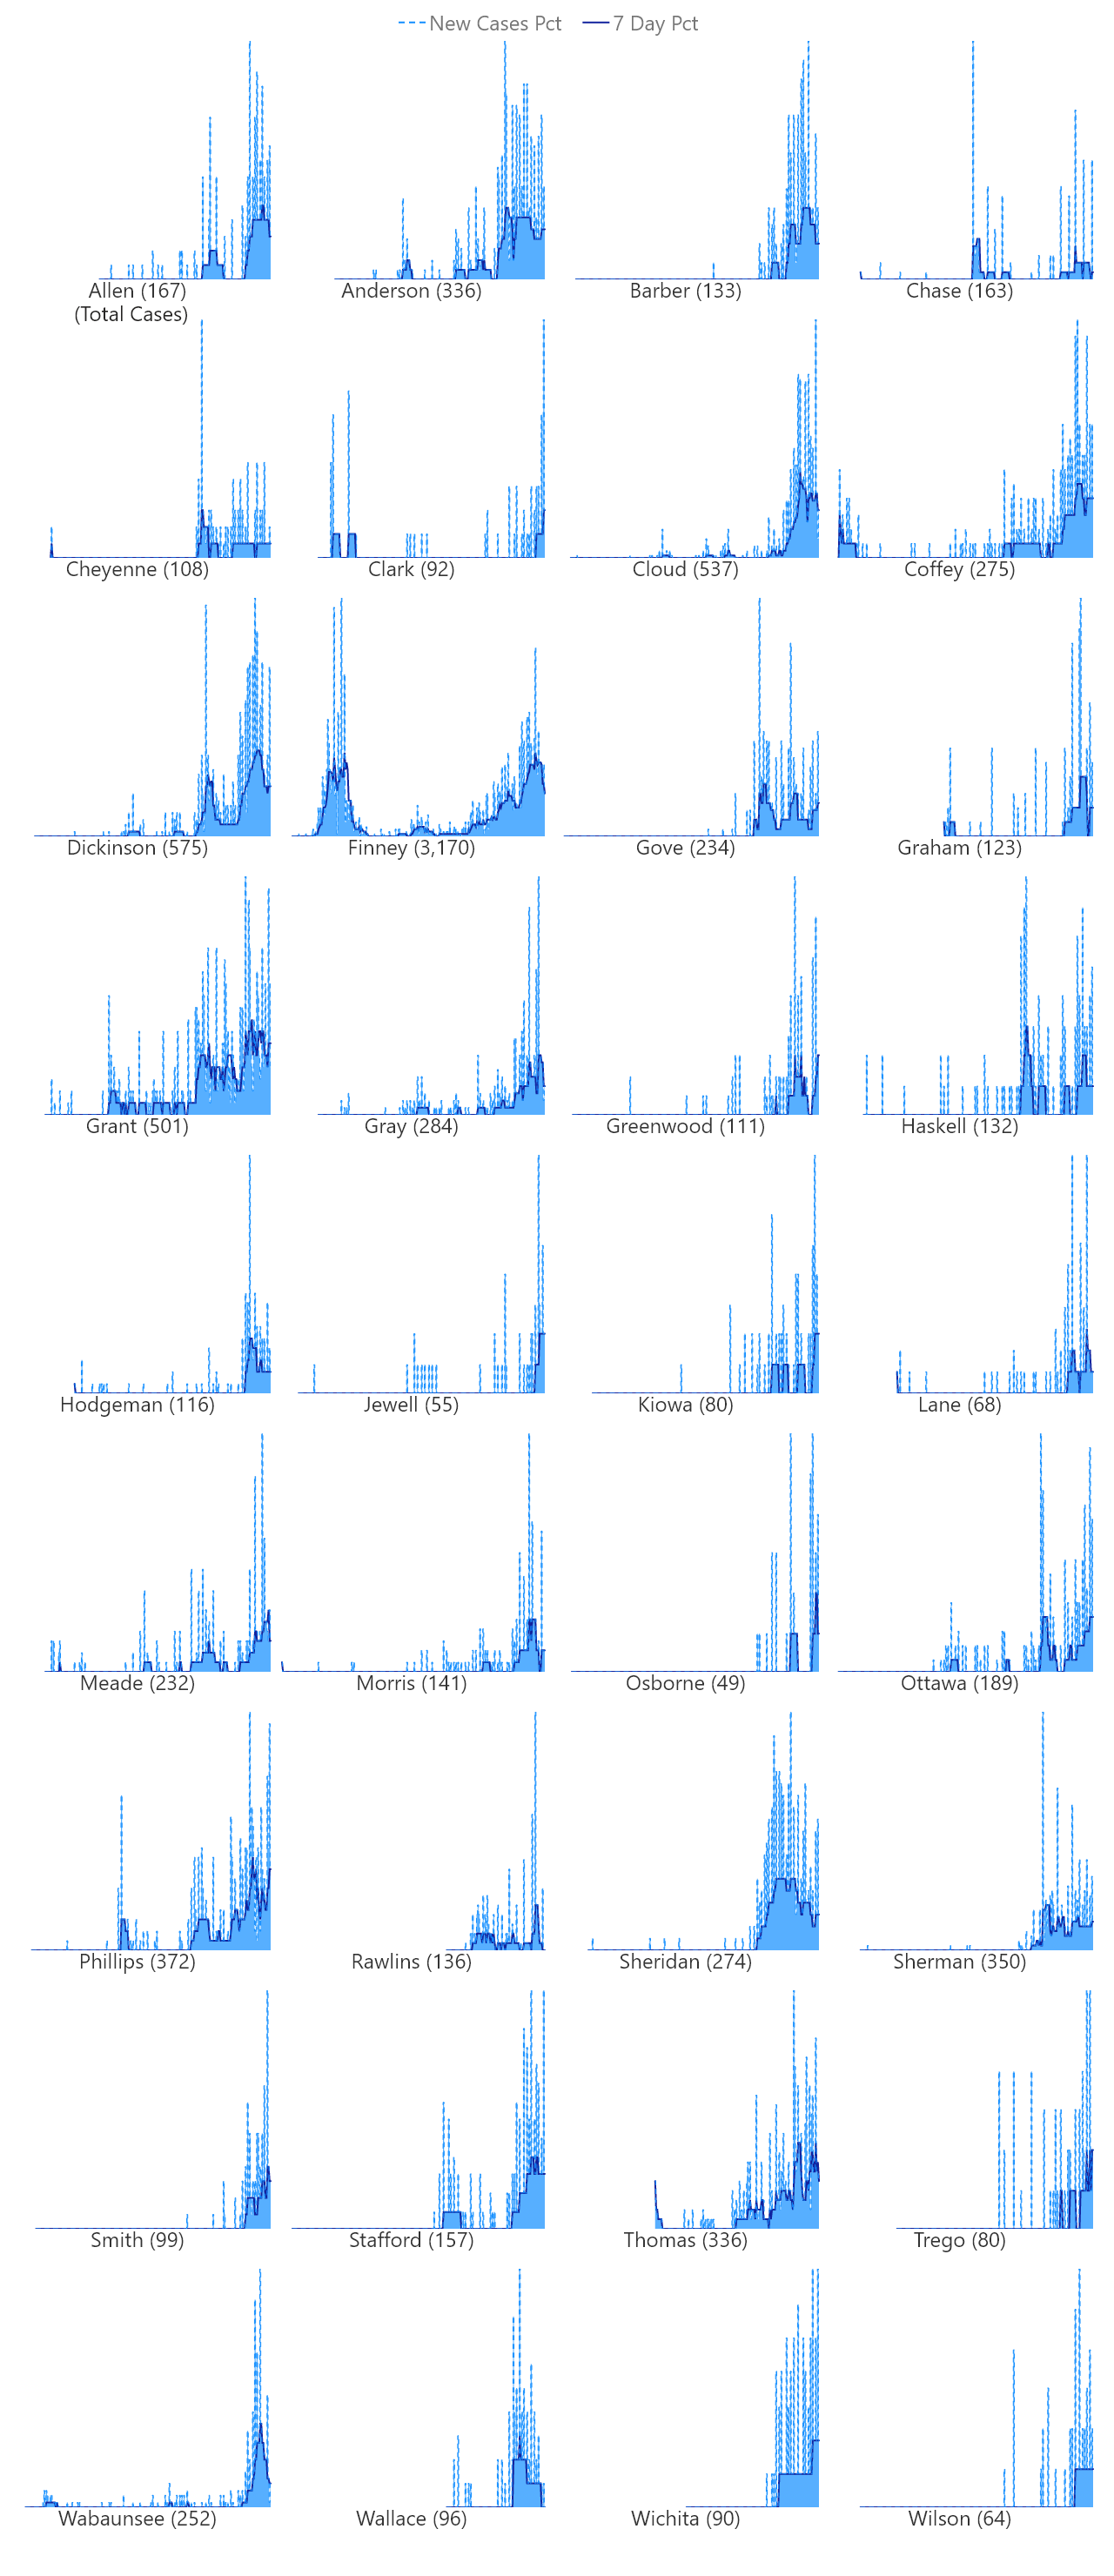 New Cases Pct 7 Day Pct
Allen (167) Anderson (336) Barber (133) Chase (163)
(Total Cases)
Cheyenne (108) Clark (92) Cloud (537) Coffey (275)
Dickinson (575) Finney (3,170) Gove (234) Graham (123)
Grant (501) Gray (284) Greenwood (111) Haskell (132)
Hodgeman (116) Jewell (55) Kiowa (80) Lane (68)
Meade (232) Morris (141) Osborne (49) Ottawa (189)
Phillips (372) Rawlins (136) Sheridan (274) Sherman (350)
Smith (99) Stafford (157) Thomas (336) Trego (80)
Wabaunsee (252) Wallace (96) Wichita (90) Wilson (64)